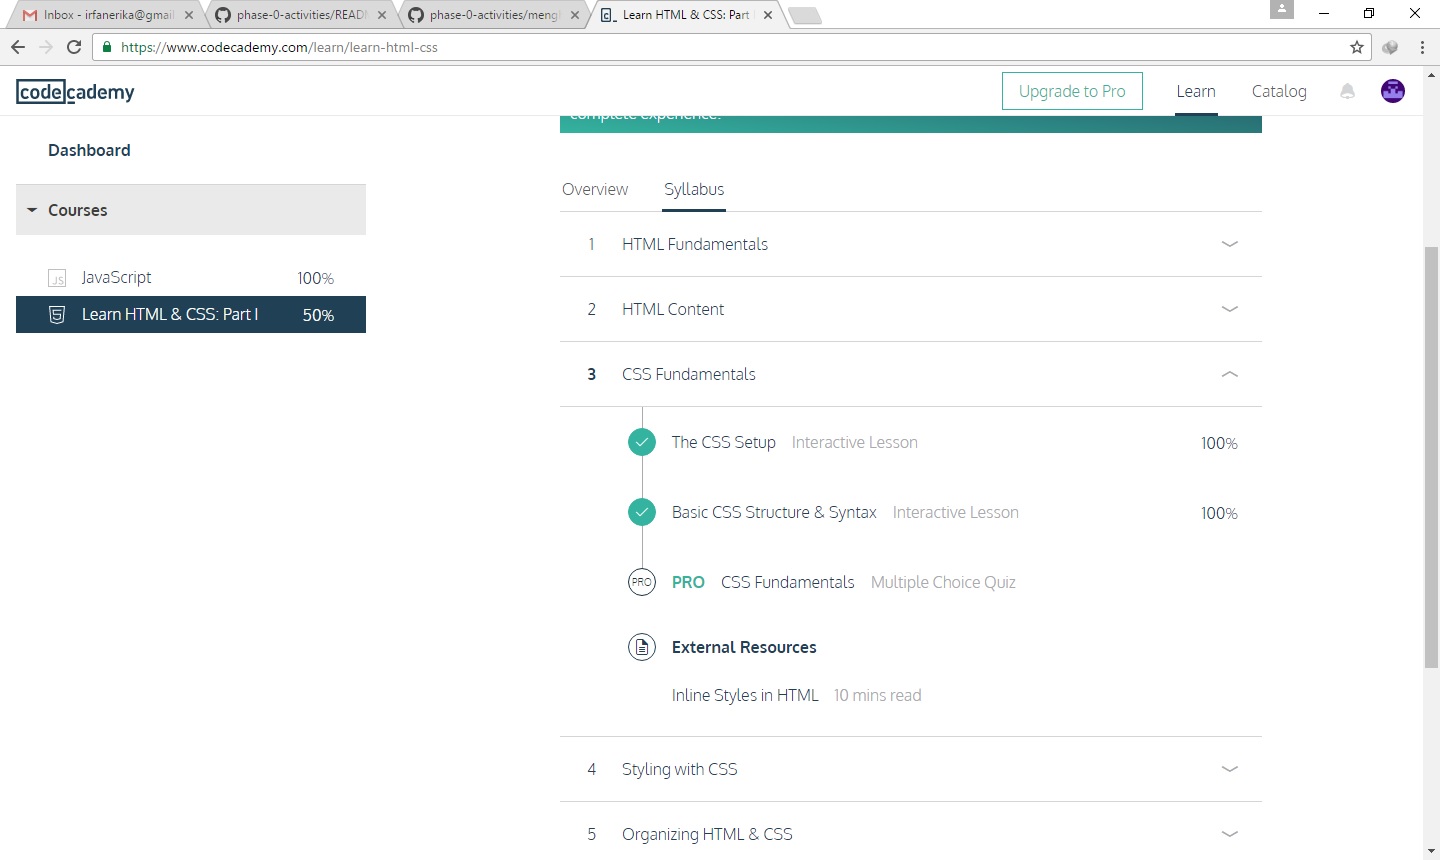 Inbox - irfanerika@gmail
phase-0-activities/README
phase-0-activities/meng
Learn HTML & CSS: Part
https://www.codecademy.com/learn/learn-html-css
codecademy
Upgrade to Pro
Learn
Catalog
complete experience.
Dashboard
Courses
JavaScript 100%
Learn HTML & CSS: Part I 50%
Overview
Syllabus
1 HTML Fundamentals
2 HTML Content
3 CSS Fundamentals
The CSS Setup Interactive Lesson 100%
Basic CSS Structure & Syntax Interactive Lesson 100%
PRO PRO CSS Fundamentals Multiple Choice Quiz
External Resources
Inline Styles in HTML 10 mins read
4 Styling with CSS
5 Organizing HTML & CSS